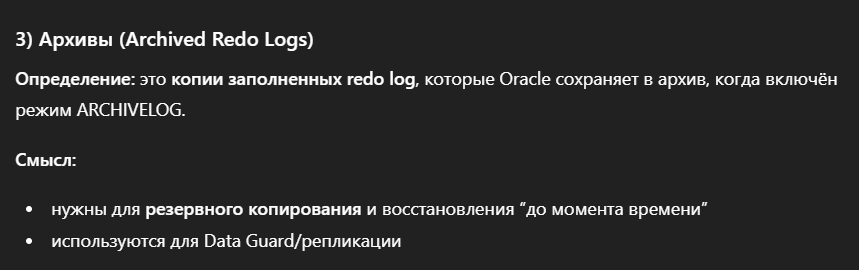 3) Архивы (Archived Redo Logs)
Определение: это копии заполненных redo log, которые Oracle сохраняет в архив, когда включён
режим ARCHIVELOG.
Смысл:
• нужны для резервного копирования и восстановления “до момента времени”
• используются для Data Guard/репликации